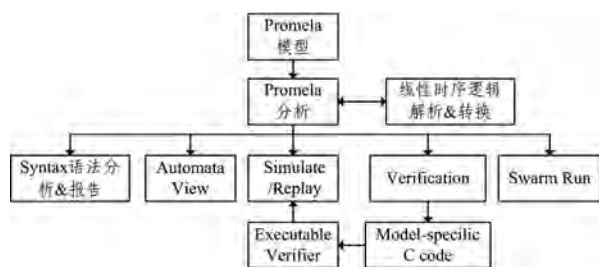 Promela
模型
Promela
分析
线性时序逻辑
解析&转换
Syntax语法分
析&报告
Automata
View
Simulate
/Replay
Verification
Swarm Run
Executable
Verifier
Model-specific
C code